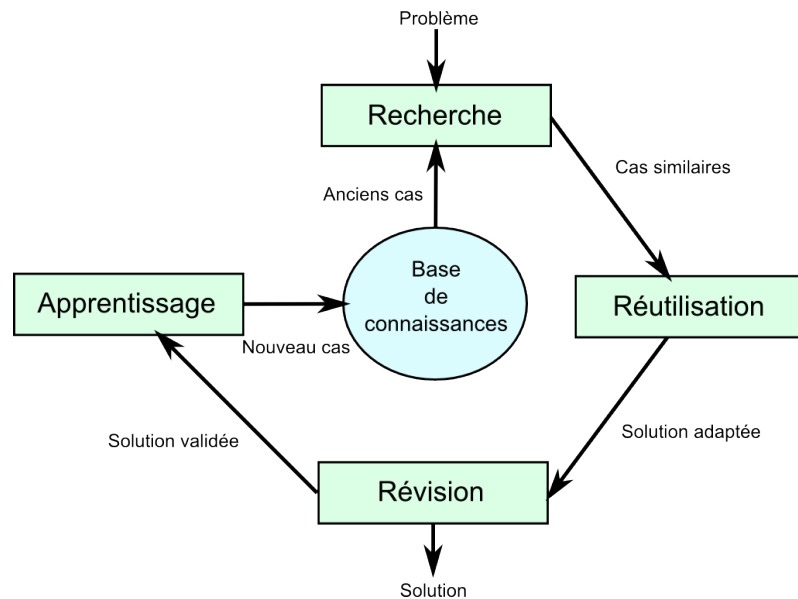 Problème
Recherche
Cas similaires
Anciens cas
Base
de
connaissances
Apprentissage
Réutilisation
Nouveau cas
Solution validée
Solution adaptée
Révision
Solution